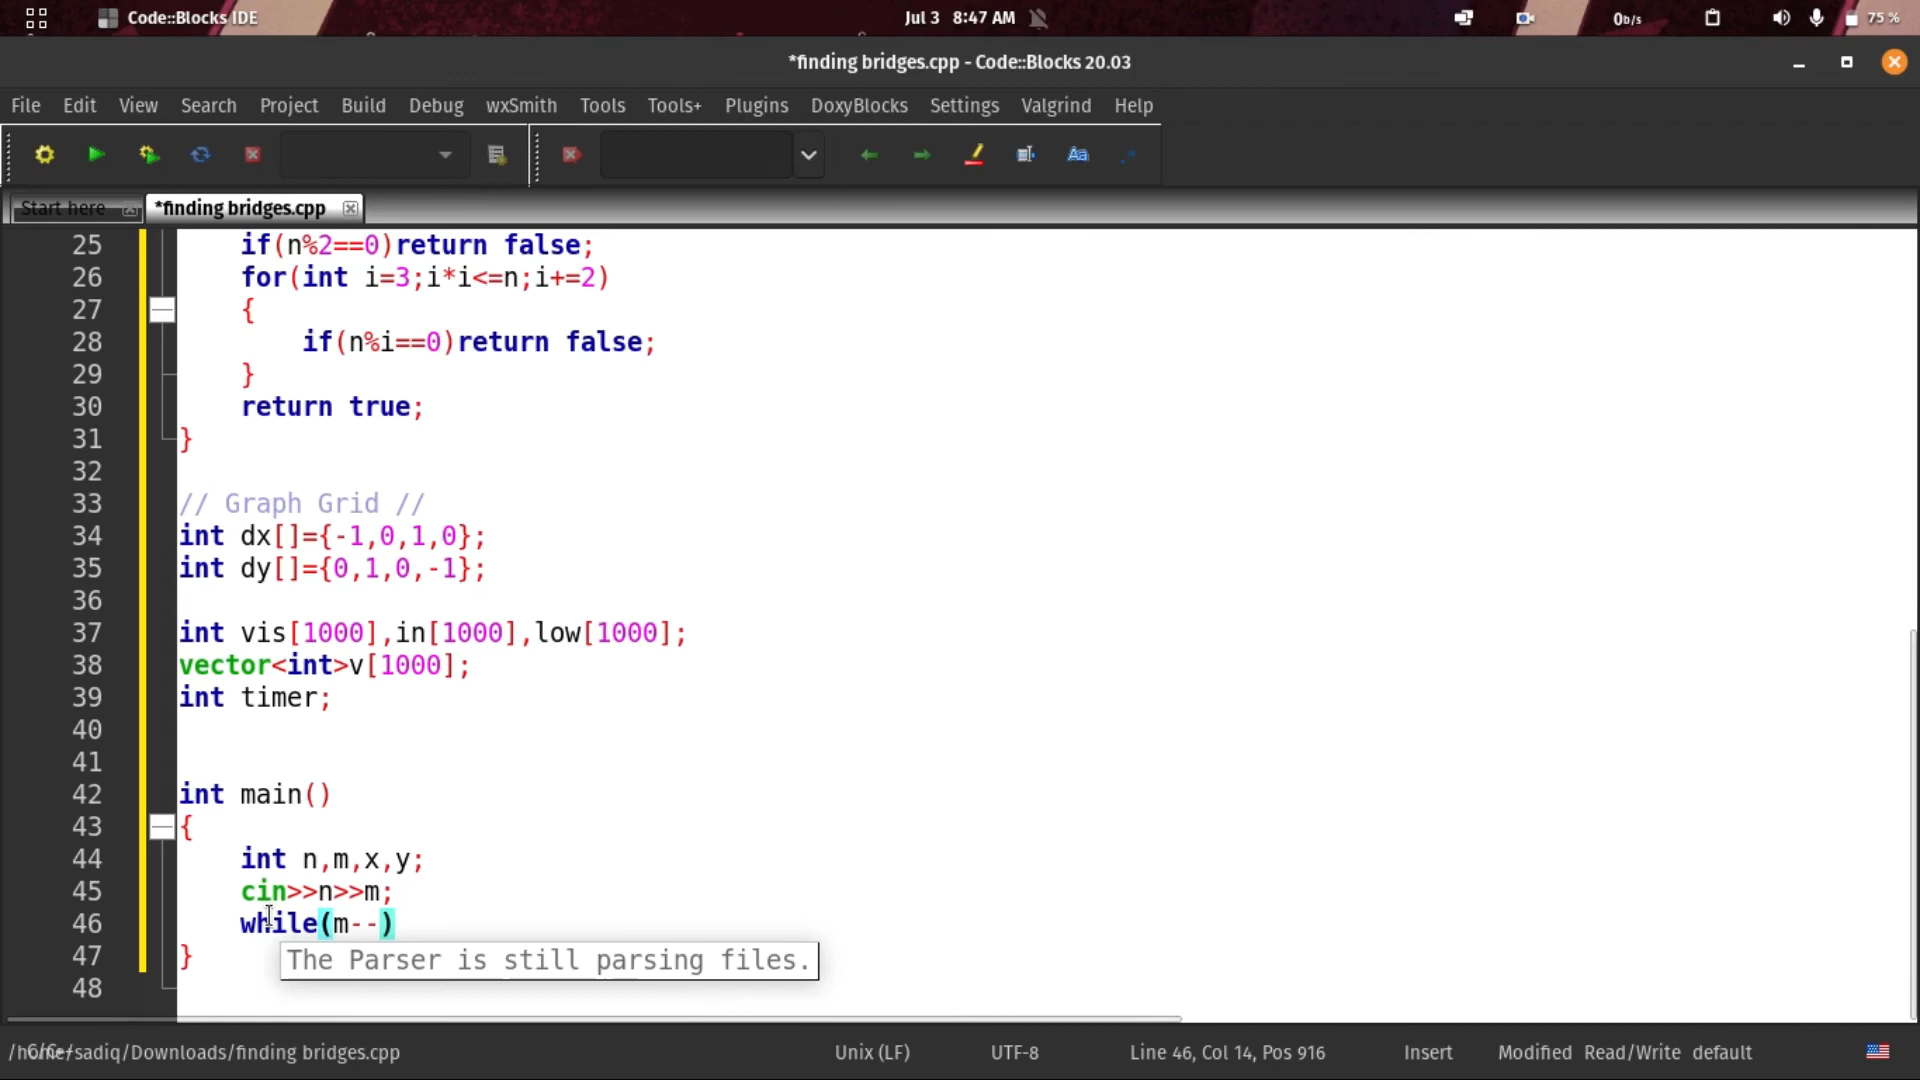 Code::Blocks IDE
Jul 3 8:47 AM
0b/s
75 %
*finding bridges.cpp - Code::Blocks 20.03
File Edit View Search Project Build Debug wxSmith Tools Tools+ Plugins DoxyBlocks Settings Valgrind Help
Aa
Start here
*finding bridges.cpp
25 if(n%2==0)return false;
26 for(int i=3;i*i<=n;i+=2)
27 {
28 if(n%i==0)return false;
29 }
30 return true;
31 }
32
33 // Graph Grid //
34 int dx[]={-1,0,1,0};
35 int dy[]={0,1,0,-1};
36
37 int vis[1000],in[1000],low[1000];
38 vector<int>v[1000];
39 int timer;
40
41
42 int main()
43 {
44 int n,m,x,y;
45 cin>>n>>m;
46 while(m--)
47 }
The Parser is still parsing files.
48
/home/sadiq/Downloads/finding bridges.cpp
Unix (LF)
UTF-8
Line 46, Col 14, Pos 916
Insert
Modified
Read/Write
default